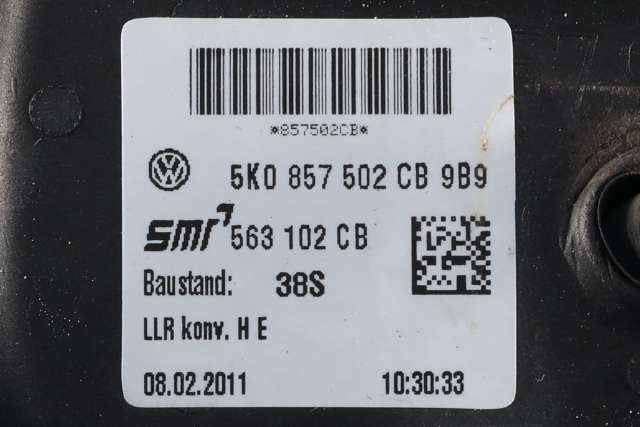 *857502CB*
5K0 857 502 CB 9B9
smr 563 102 CB
Baustand: 38S
LLR konv. H E
08.02.2011 10:30:33